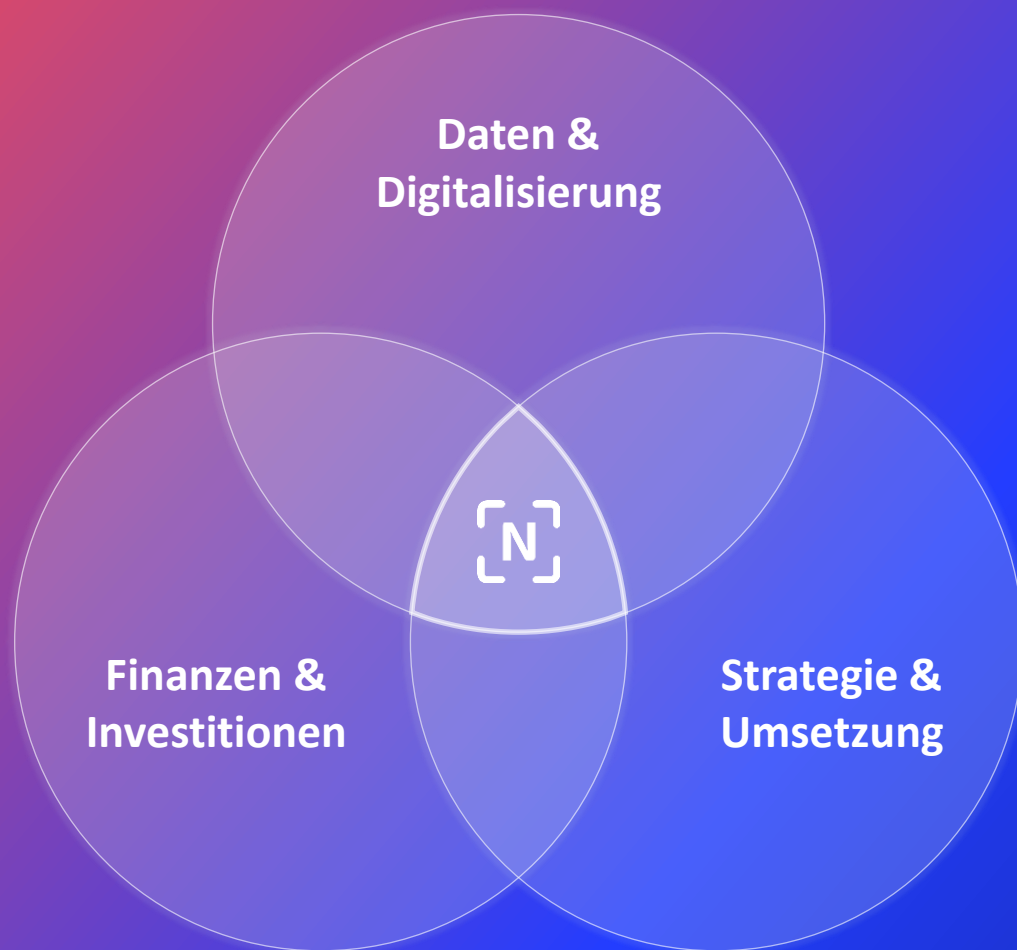 Daten &
Digitalisierung
N
Finanzen &
Investitionen
Strategie &
Umsetzung